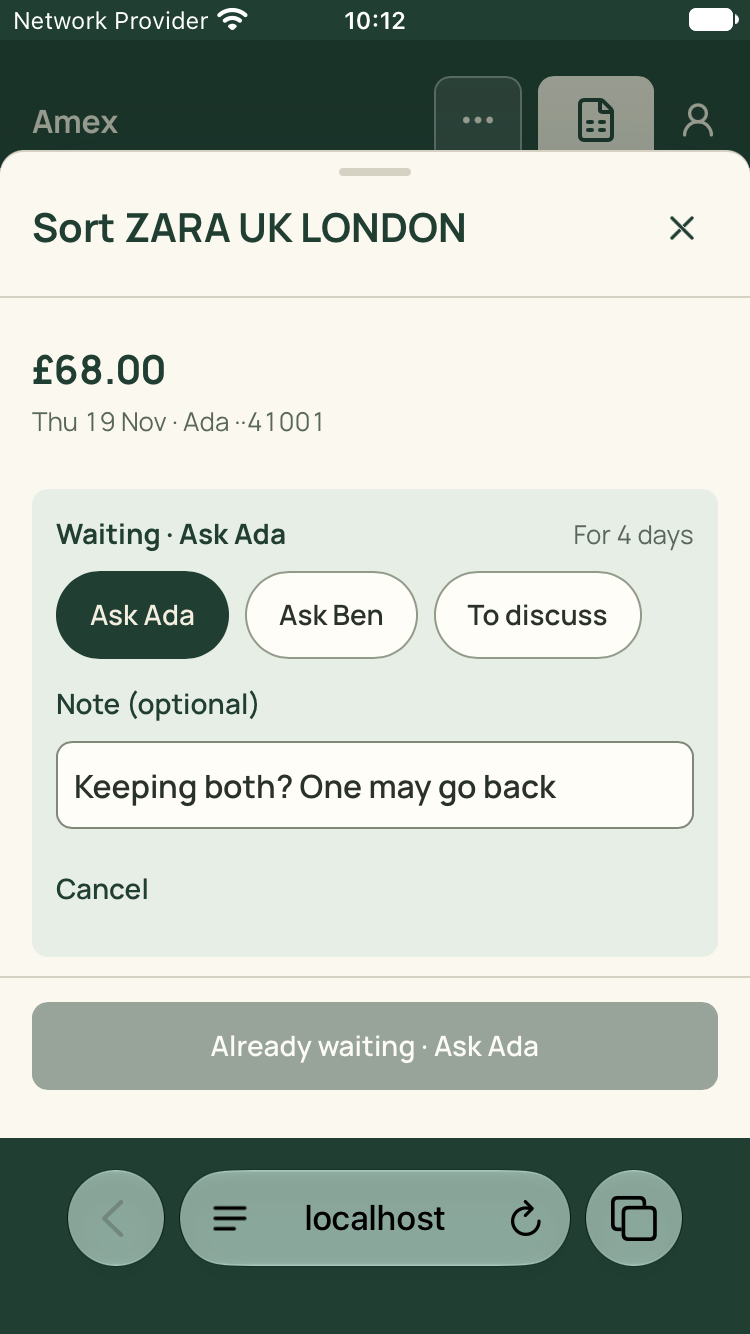 Network Provider 10:12
Amex
Sort ZARA UK LONDON
£68.00
Thu 19 Nov · Ada ··41001
Waiting · Ask Ada For 4 days
Ask Ada Ask Ben To discuss
Note (optional)
Keeping both? One may go back
Cancel
Already waiting · Ask Ada
localhost